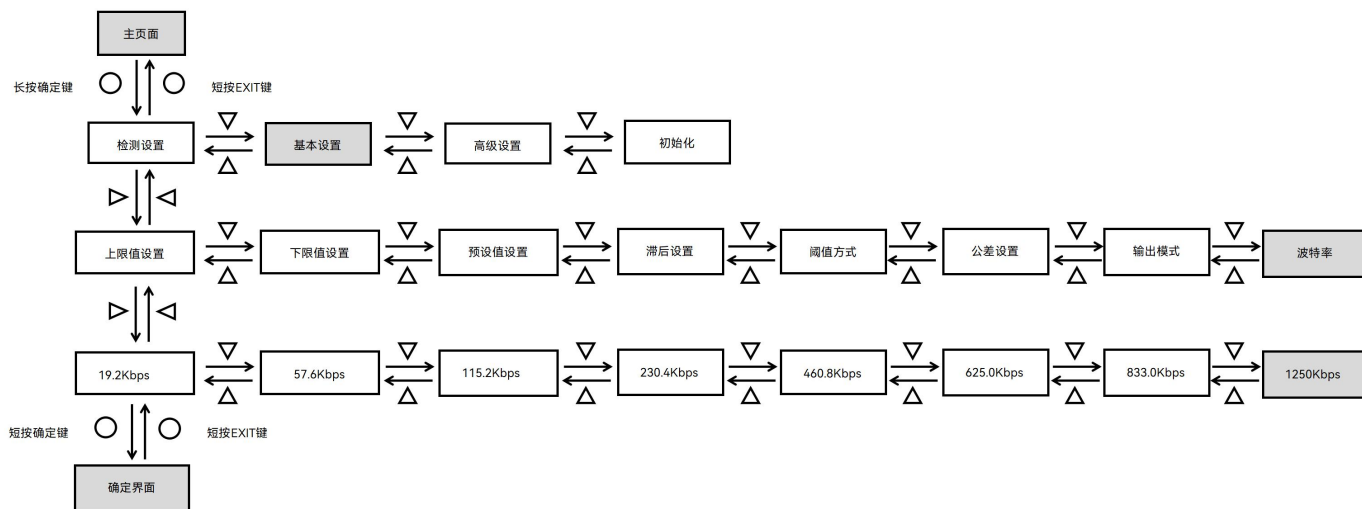 主页面
长按确定键
短按EXIT键
检测设置
基本设置
高级设置
初始化
上限值设置
下限值设置
预设值设置
滞后设置
阈值方式
公差设置
输出模式
波特率
19.2Kbps
57.6Kbps
115.2Kbps
230.4Kbps
460.8Kbps
625.0Kbps
833.0Kbps
1250Kbps
短按确定键
短按EXIT键
确定界面